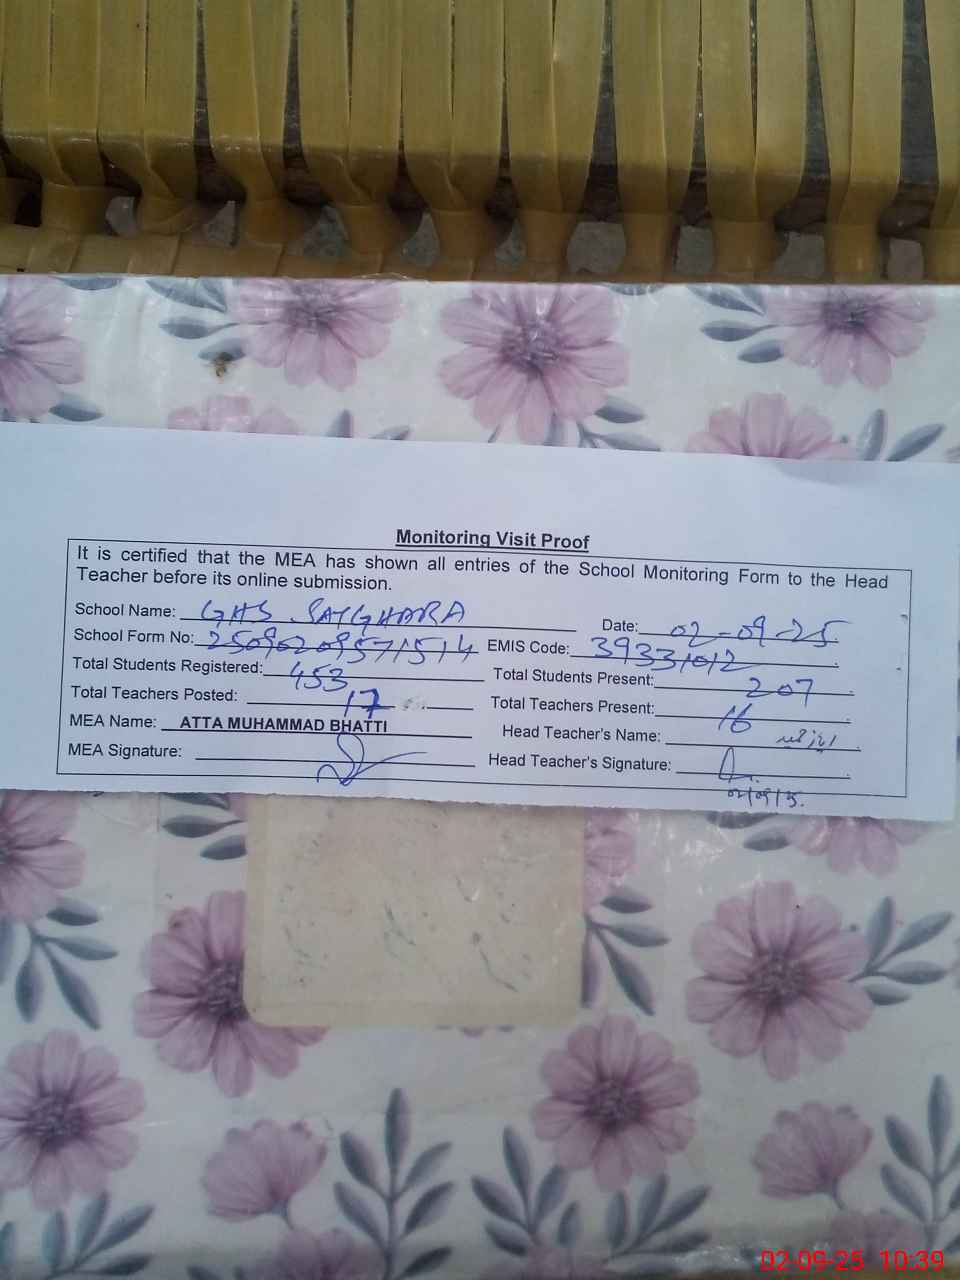 Monitoring Visit Proof
It is certified that the MEA has shown all entries of the School Monitoring Form to the Head
Teacher before its online submission.
School Name: GHS SATGHARA Date: 02-09-25
School Form No: 25090209571514 EMIS Code: 39331012
Total Students Registered: 453 Total Students Present: 207
Total Teachers Posted: 17 Total Teachers Present: 16
MEA Name: ATTA MUHAMMAD BHATTI Head Teacher's Name:
MEA Signature: Head Teacher's Signature:
02-09-25 10:39